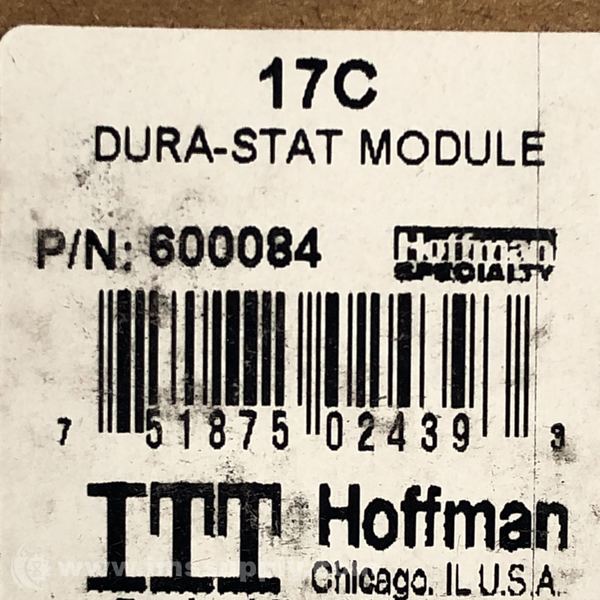 17C
DURA-STAT MODULE
P/N: 600084
Hoffman
SPECIALTY
7 51875 02439 3
ITT Hoffman
Chicago, IL U.S.A.